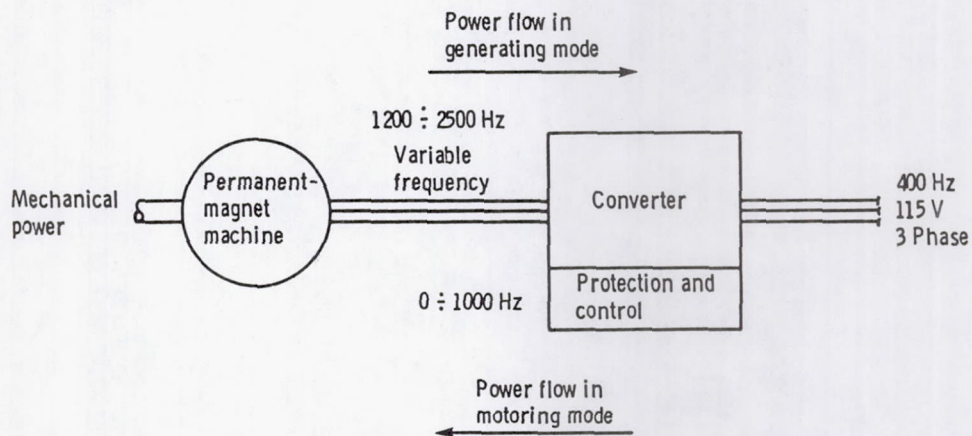 Power flow in
generating mode
1200 ÷ 2500 Hz
Variable
frequency
Mechanical
power
Permanent-
magnet
machine
Converter
400 Hz
115 V
3 Phase
0 ÷ 1000 Hz
Protection and
control
Power flow in
motoring mode